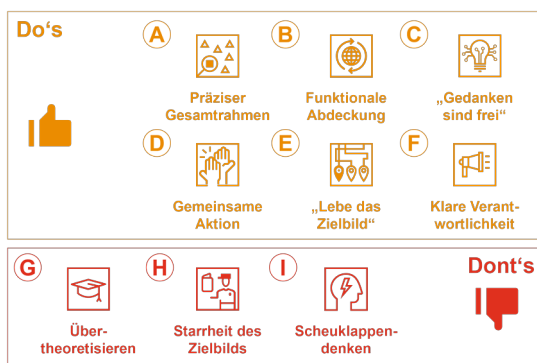 Do‘s
A
B
C
Präziser
Gesamtrahmen
Funktionale
Abdeckung
„Gedanken
sind frei“
D
E
F
Gemeinsame
Aktion
„Lebe das
Zielbild“
Klare Verant-
wortlichkeit
G
H
I
Dont‘s
Über-
theoretisieren
Starrheit des
Zielbilds
Scheuklappen-
denken